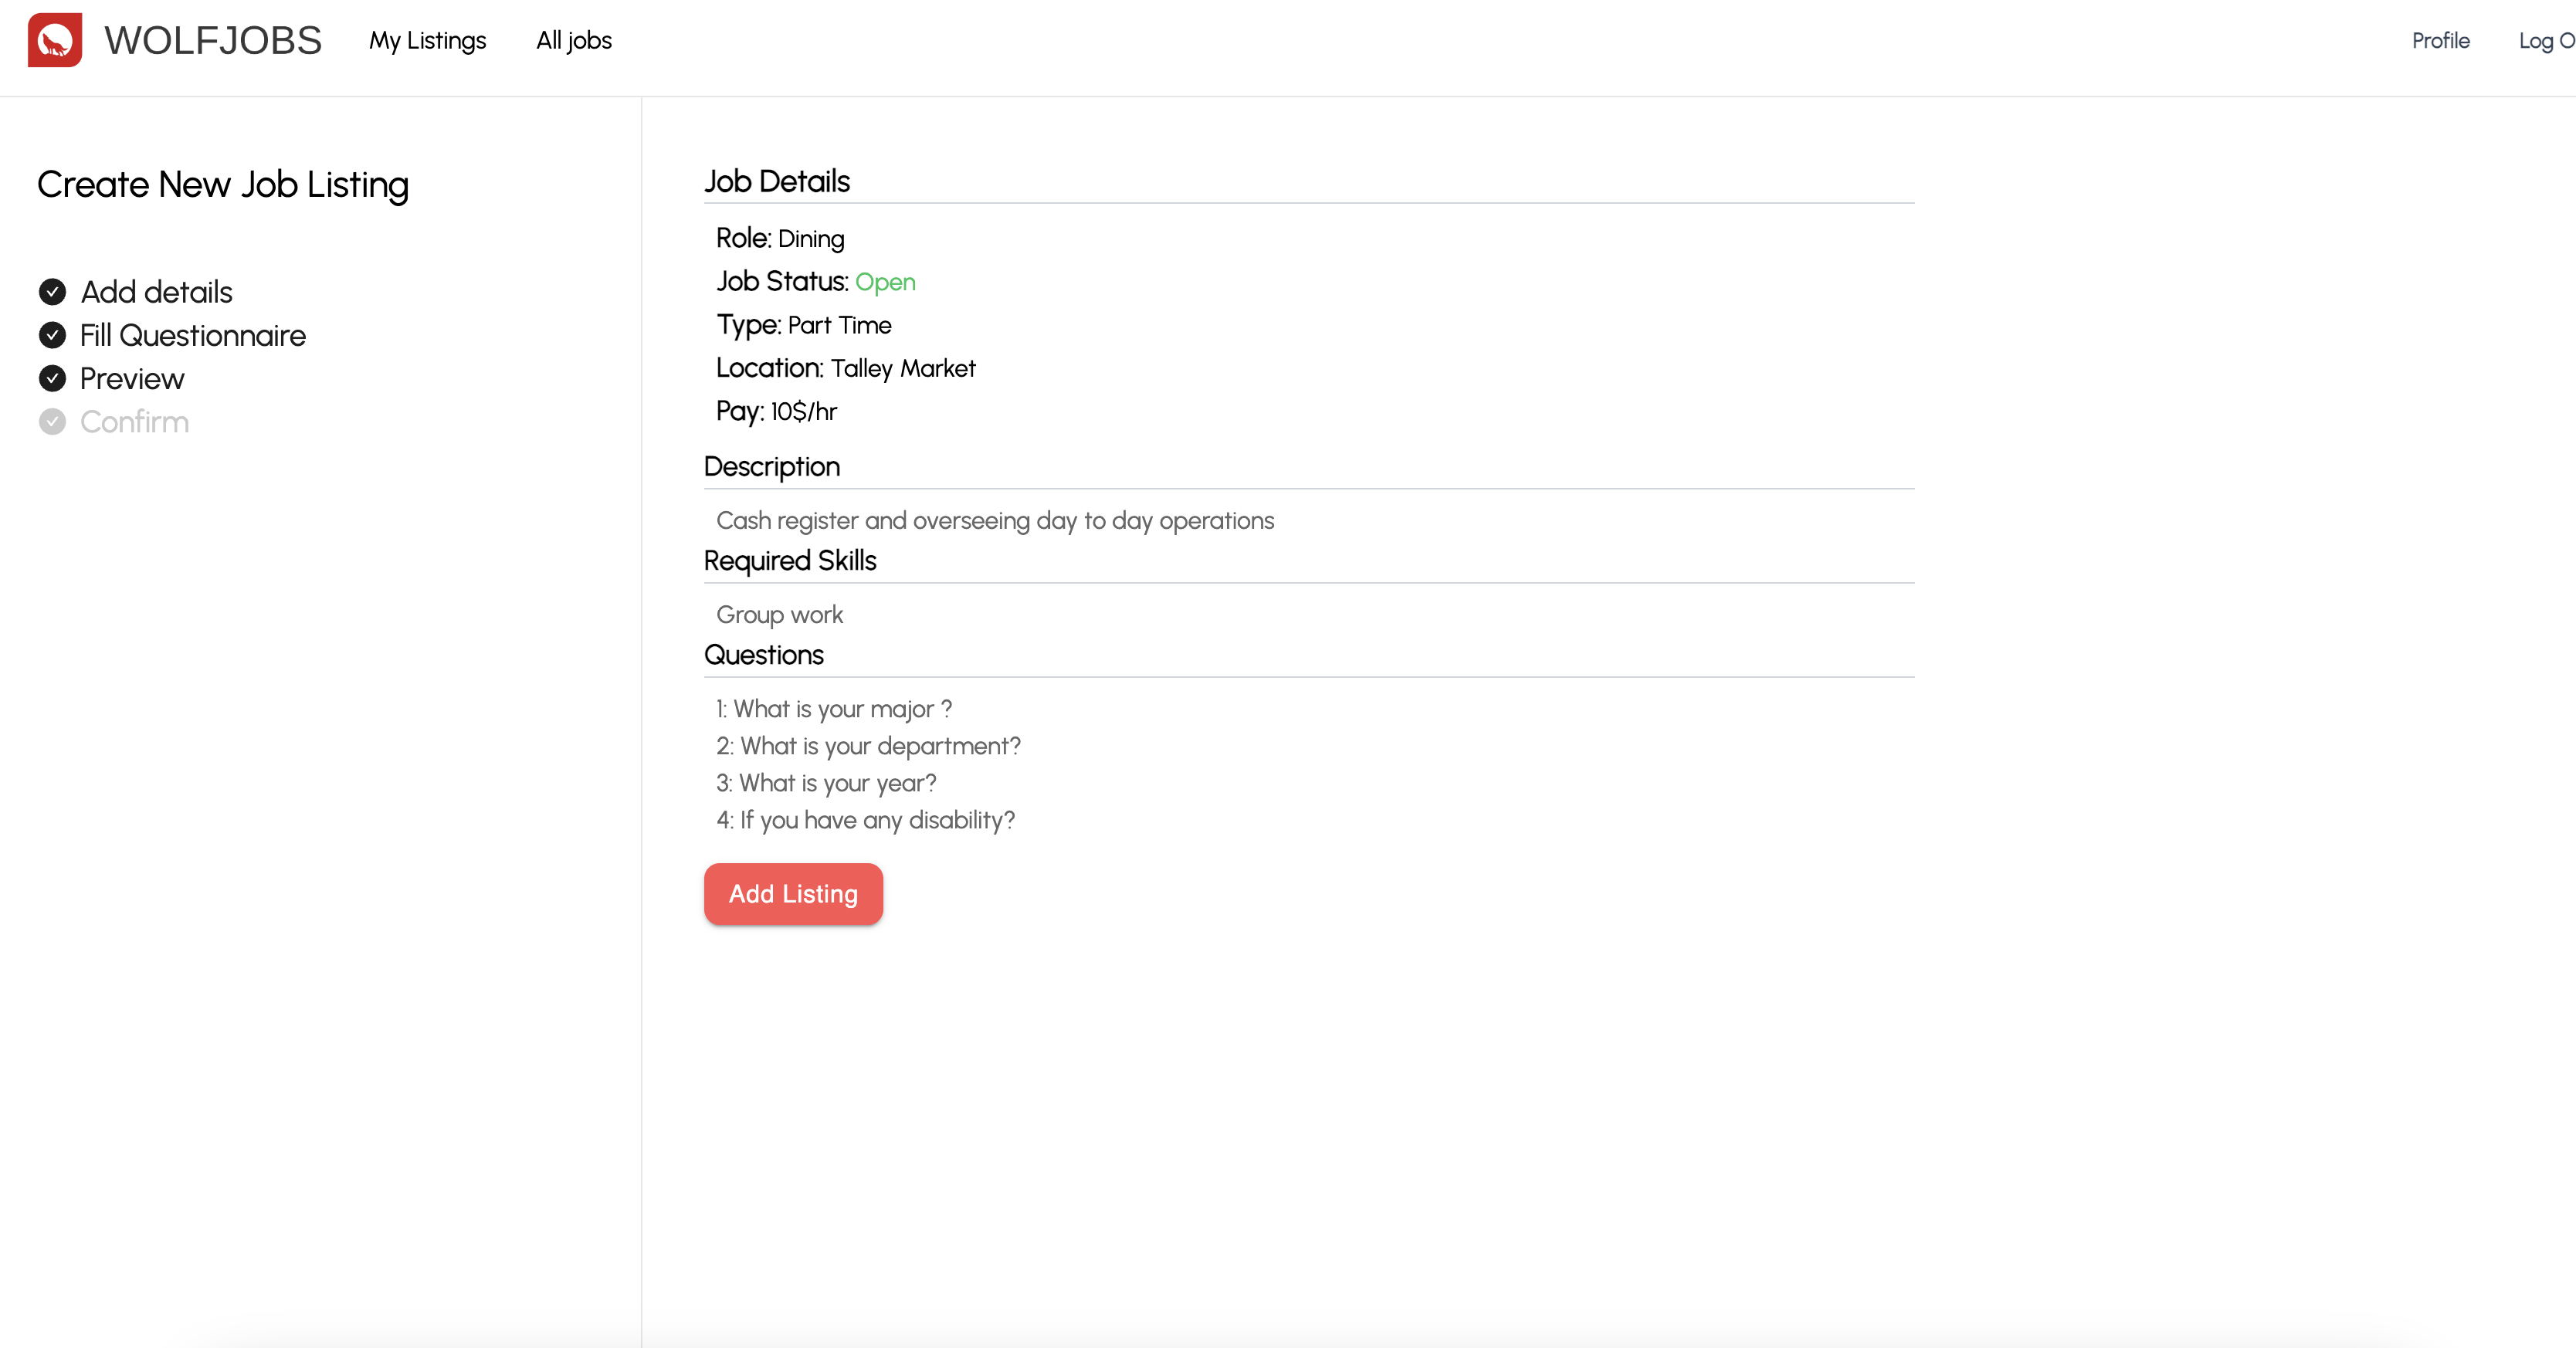 WOLFJOBS My Listings All jobs Profile Log O
Create New Job Listing
Add details
Fill Questionnaire
Preview
Confirm
Job Details
Role: Dining
Job Status: Open
Type: Part Time
Location: Talley Market
Pay: 10$/hr
Description
Cash register and overseeing day to day operations
Required Skills
Group work
Questions
1: What is your major ?
2: What is your department?
3: What is your year?
4: If you have any disability?
Add Listing